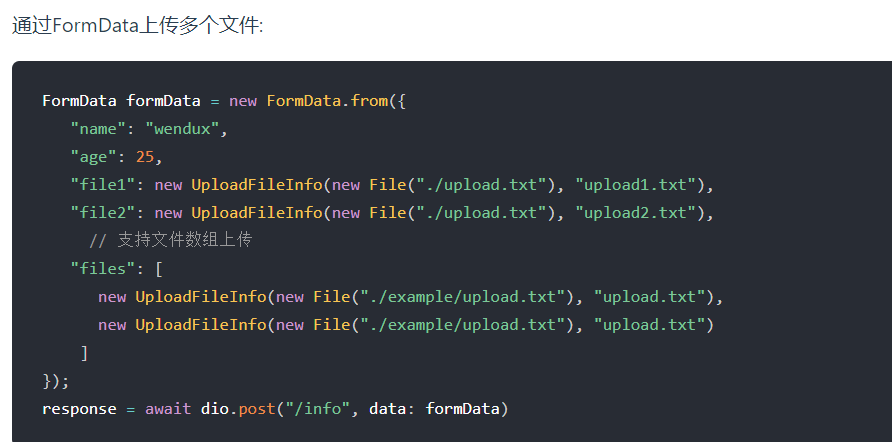 通过FormData上传多个文件:
FormData formData = new FormData.from({
   "name": "wendux",
   "age": 25,
   "file1": new UploadFileInfo(new File("./upload.txt"), "upload1.txt"),
   "file2": new UploadFileInfo(new File("./upload.txt"), "upload2.txt"),
     // 支持文件数组上传
   "files": [
      new UploadFileInfo(new File("./example/upload.txt"), "upload.txt"),
      new UploadFileInfo(new File("./example/upload.txt"), "upload.txt")
    ]
});
response = await dio.post("/info", data: formData)